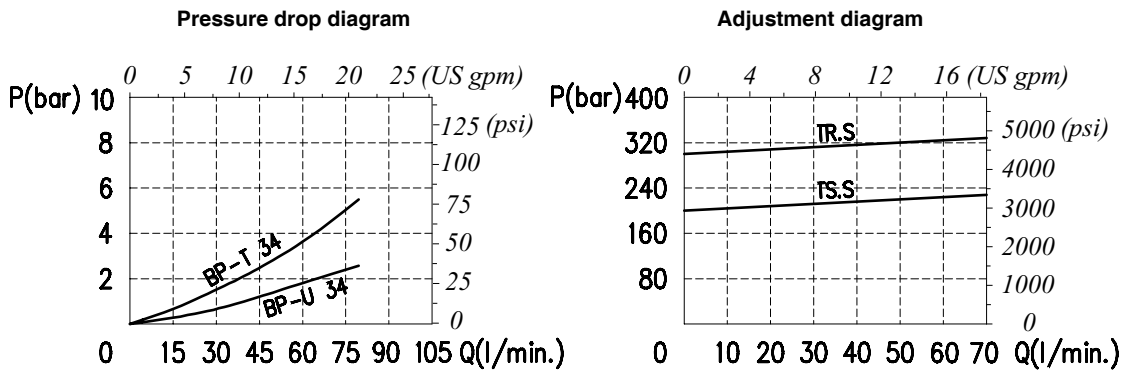 Pressure drop diagram
0 5 10 15 20 25 (US gpm)
P(bar) 10
8
6
4
2
0
125 (psi)
100
75
50
25
0
BP-T 34
BP-U 34
15 30 45 60 75 90 105 Q(l/min.)
Adjustment diagram
0 4 8 12 16 (US gpm)
P(bar) 400
320
240
160
80
0
5000 (psi)
4000
3000
2000
1000
0
TR.S
TS.S
10 20 30 40 50 60 70 Q(l/min.)